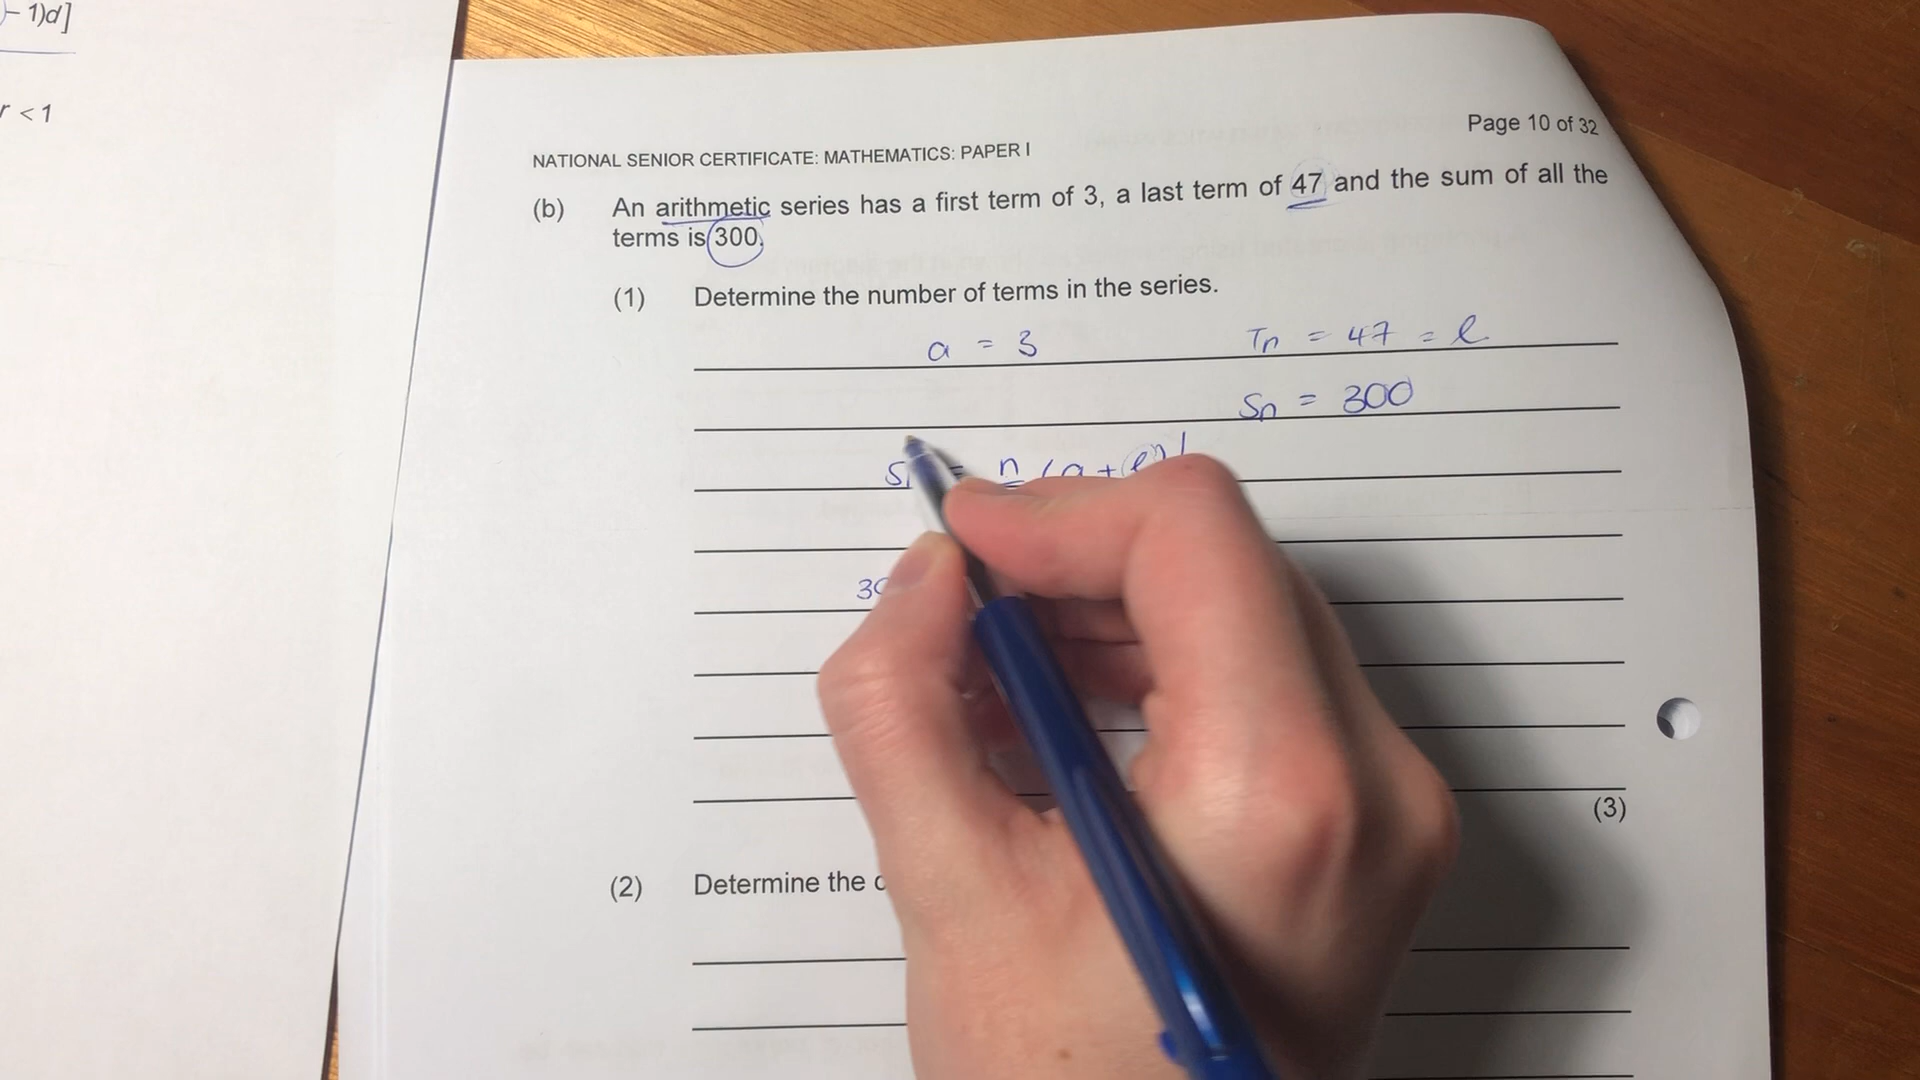 – 1)d]
r < 1
Page 10 of 32
NATIONAL SENIOR CERTIFICATE: MATHEMATICS: PAPER I
(b) An arithmetic series has a first term of 3, a last term of 47 and the sum of all the
terms is 300.
(1) Determine the number of terms in the series.
a = 3 Tn = 47 = l
Sn = 300
S = n (a + l)
30
(3)
(2) Determine the